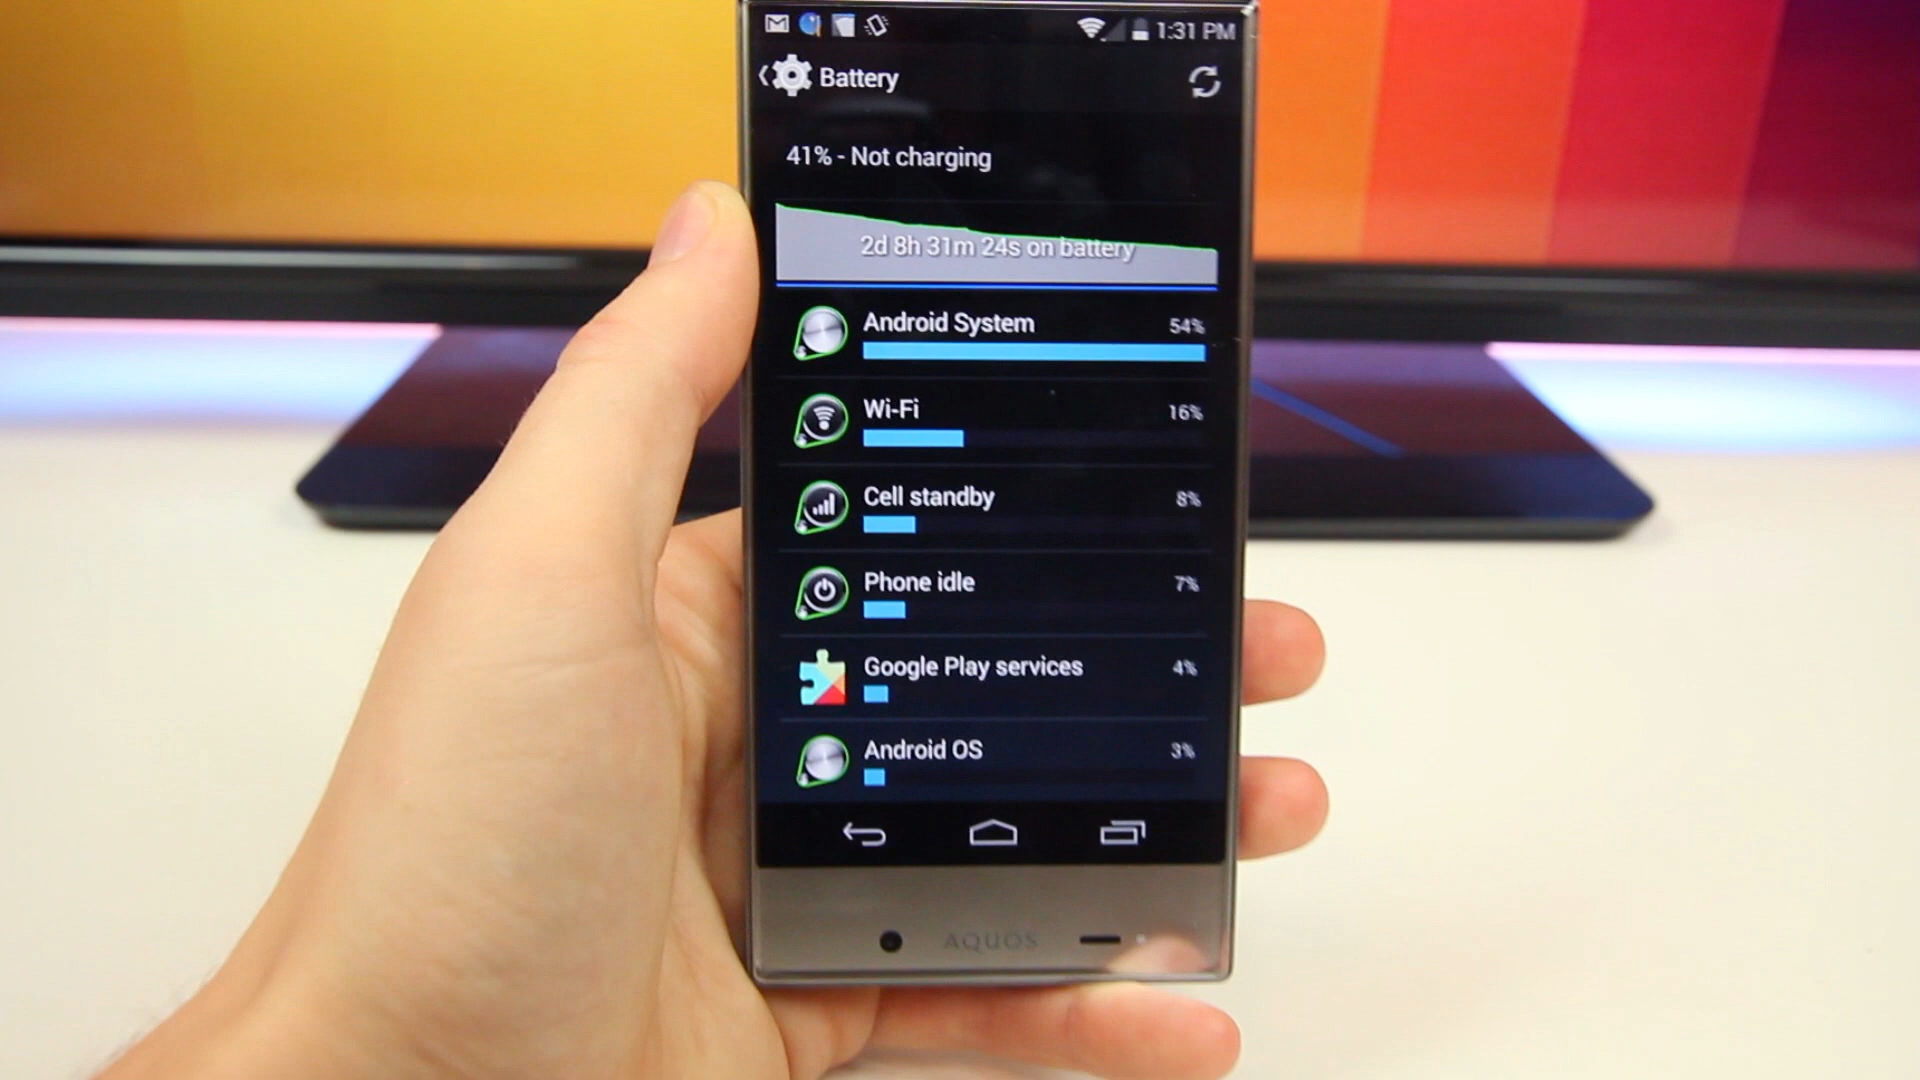 1:31 PM
Battery
41% - Not charging
2d 8h 31m 24s on battery
Android System 54%
Wi-Fi 16%
Cell standby 8%
Phone idle 7%
Google Play services 4%
Android OS 3%
AQUOS